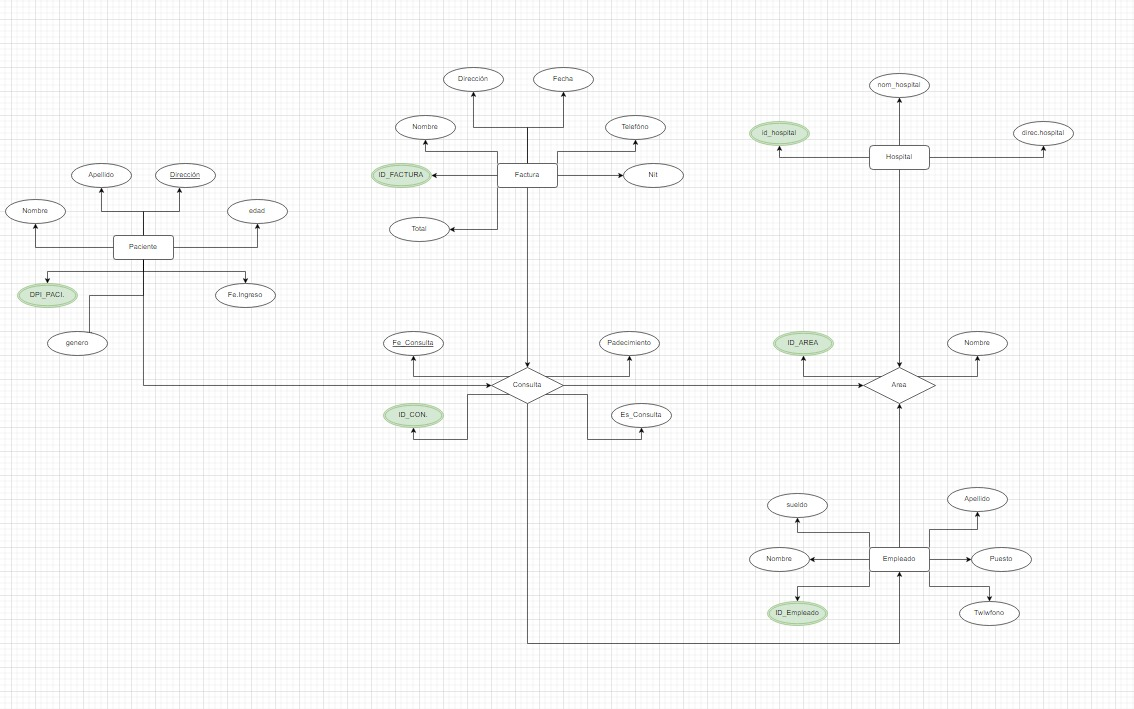 Dirección
Fecha
nom_hospital
Nombre
Telefóno
id_hospital
direc.hospital
Hospital
Apellido
Dirección
ID_FACTURA
Factura
Nit
Nombre
edad
Total
Paciente
DPI_PACI.
Fe.Ingreso
genero
Fe_Consulta
Padecimiento
ID_AREA
Nombre
Consulta
Area
ID_CON.
Es_Consulta
sueldo
Apellido
Nombre
Empleado
Puesto
ID_Empleado
Twlwfono